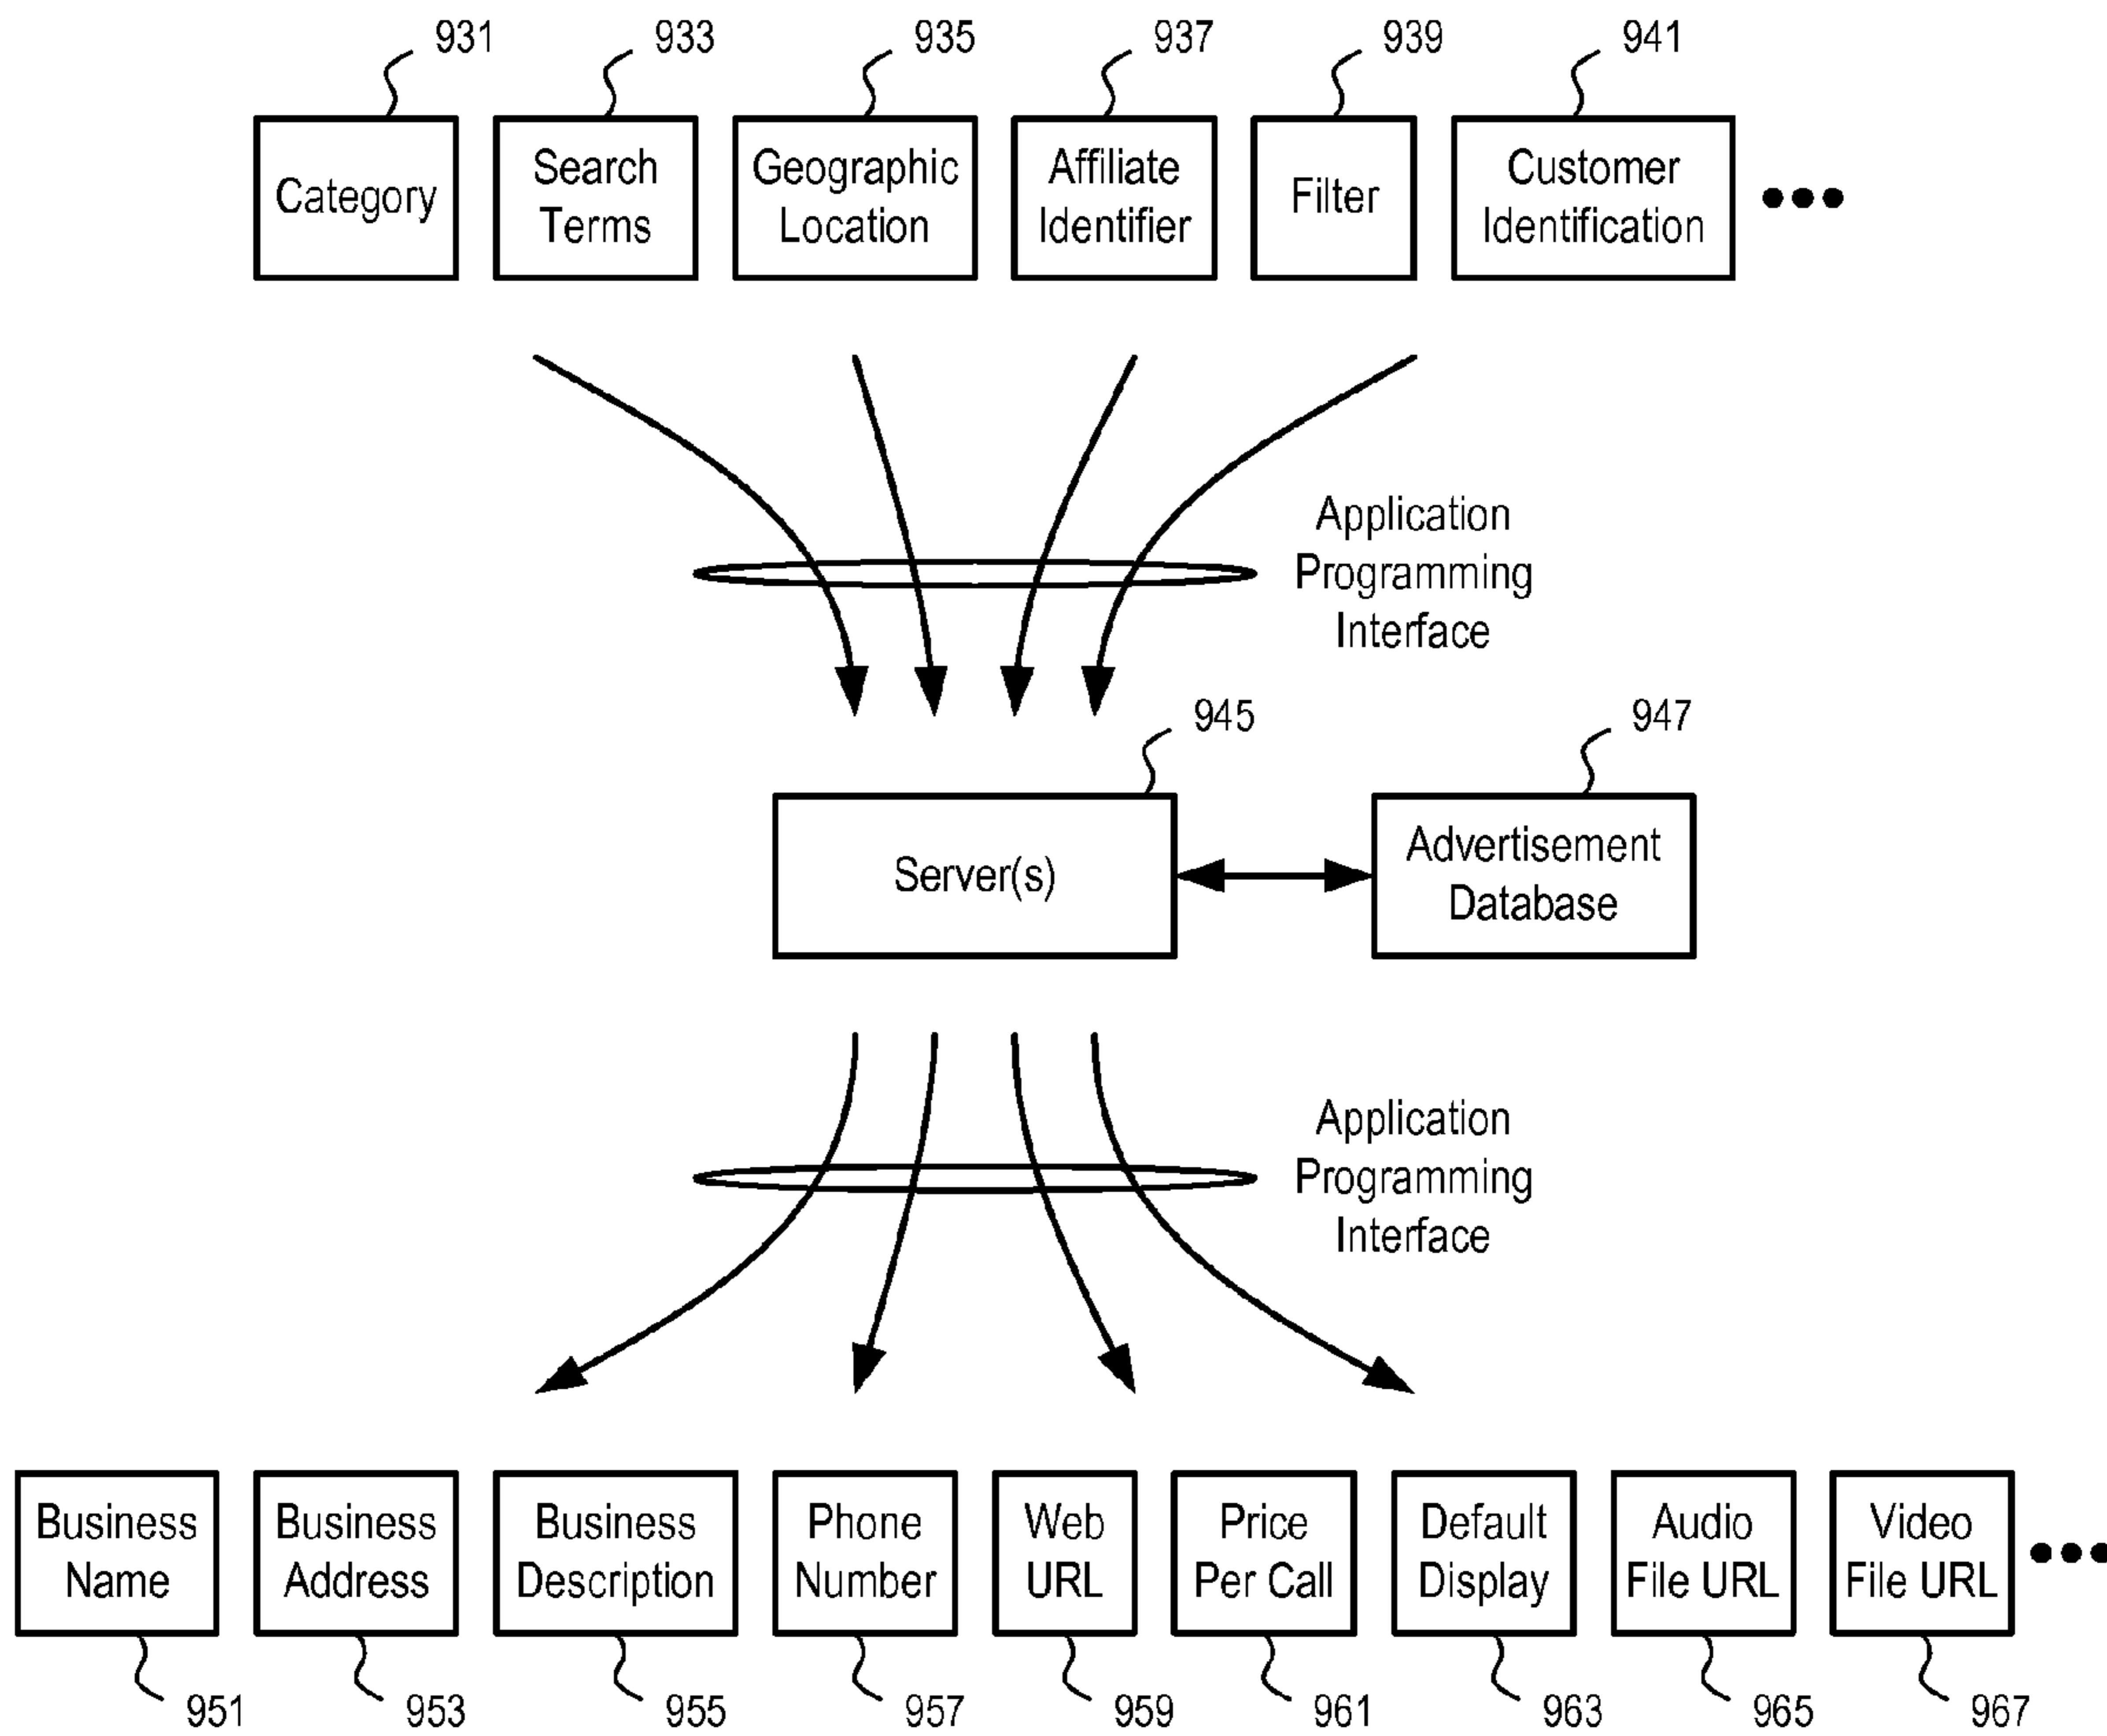 931 933 935 937 939 941
Category
Search
Terms
Geographic
Location
Affiliate
Identifier
Filter
Customer
Identification
Application
Programming
Interface
945 947
Server(s)
Advertisement
Database
Application
Programming
Interface
Business
Name
Business
Address
Business
Description
Phone
Number
Web
URL
Price
Per Call
Default
Display
Audio
File URL
Video
File URL
951 953 955 957 959 961 963 965 967